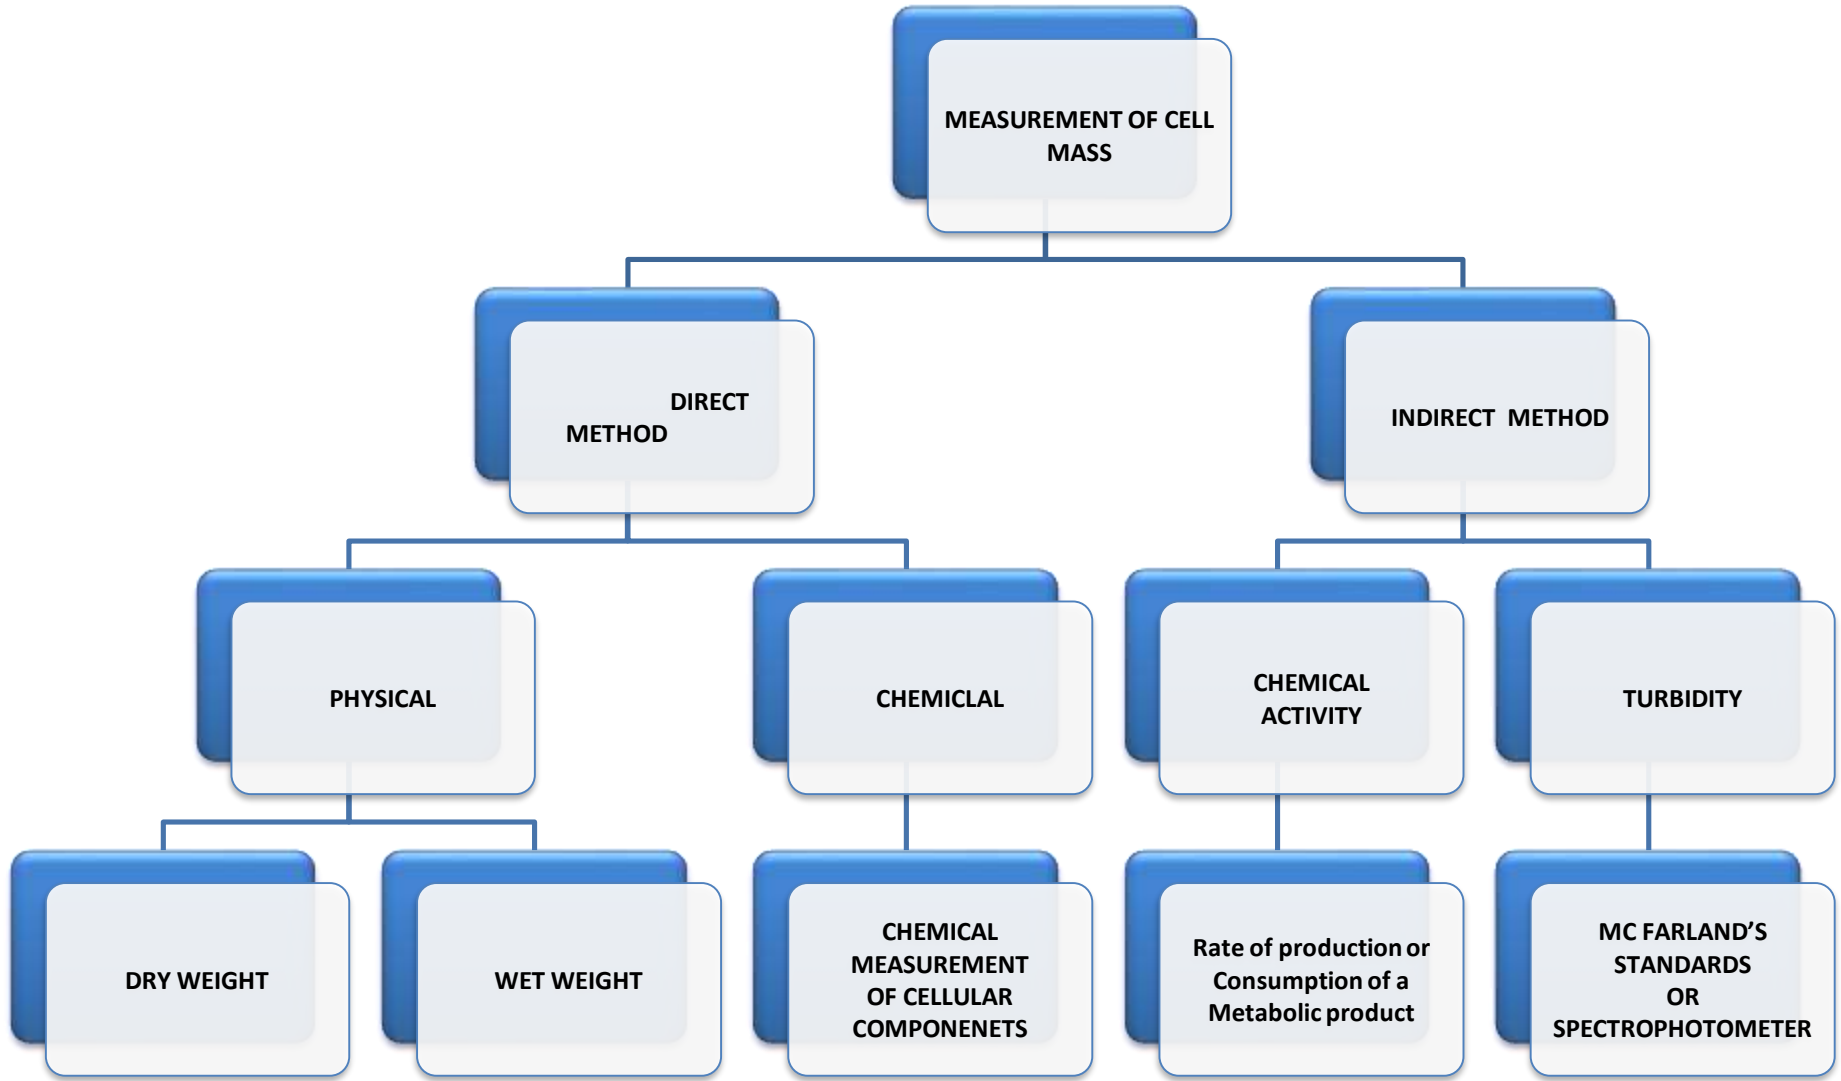 MEASUREMENT OF CELL
MASS
DIRECT
METHOD
INDIRECT METHOD
PHYSICAL
CHEMICLAL
CHEMICAL
ACTIVITY
TURBIDITY
DRY WEIGHT
WET WEIGHT
CHEMICAL
MEASUREMENT
OF CELLULAR
COMPONENETS
Rate of production or
Consumption of a
Metabolic product
MC FARLAND’S
STANDARDS
OR
SPECTROPHOTOMETER